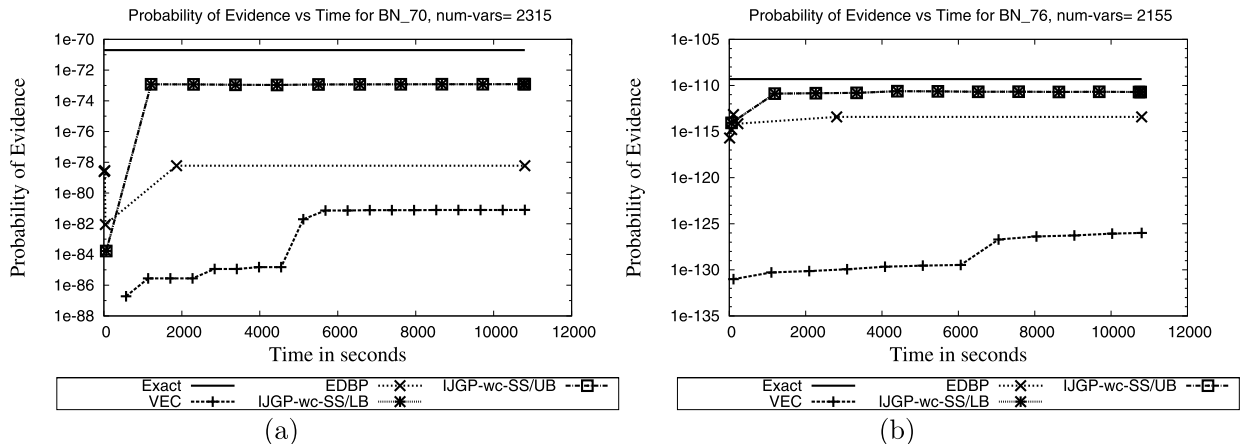 Probability of Evidence vs Time for BN_70, num-vars= 2315
Probability of Evidence
1e-70
1e-72
1e-74
1e-76
1e-78
1e-80
1e-82
1e-84
1e-86
1e-88
0 2000 4000 6000 8000 10000 12000
Time in seconds
Exact EDBP IJGP-wc-SS/UB
VEC IJGP-wc-SS/LB
(a)
Probability of Evidence vs Time for BN_76, num-vars= 2155
Probability of Evidence
1e-105
1e-110
1e-115
1e-120
1e-125
1e-130
1e-135
0 2000 4000 6000 8000 10000 12000
Time in seconds
Exact EDBP IJGP-wc-SS/UB
VEC IJGP-wc-SS/LB
(b)